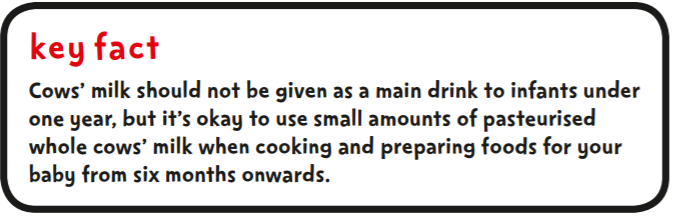 key fact
Cows’ milk should not be given as a main drink to infants under
one year, but it’s okay to use small amounts of pasteurised
whole cows’ milk when cooking and preparing foods for your
baby from six months onwards.